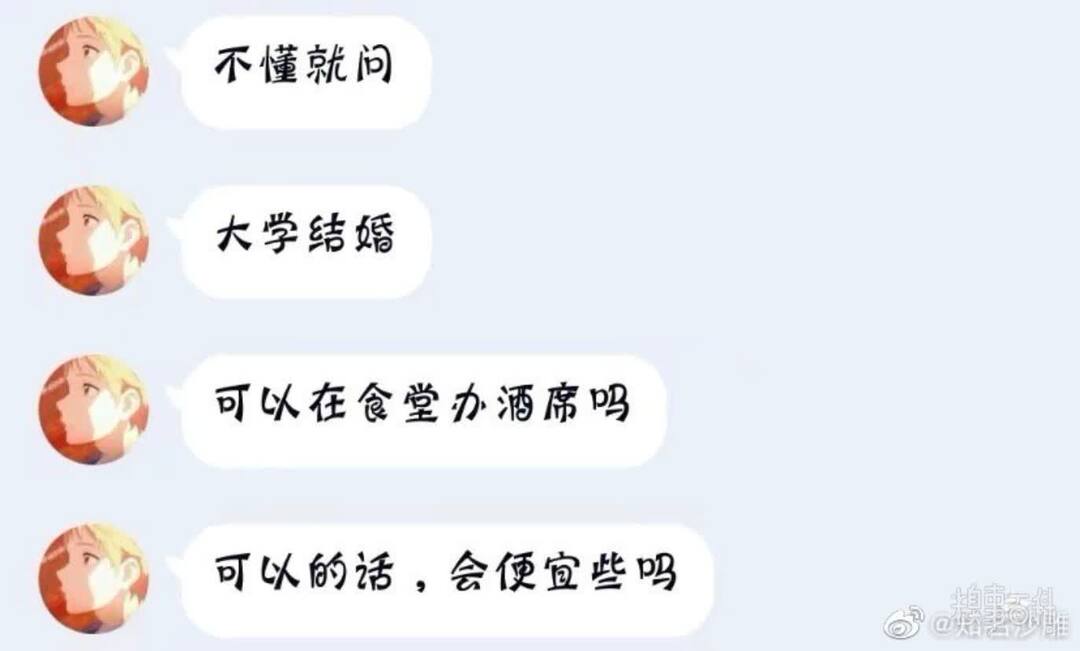 不懂就问
大学结婚
可以在食堂办酒席吗
可以的话，会便宜些吗
@知名沙雕